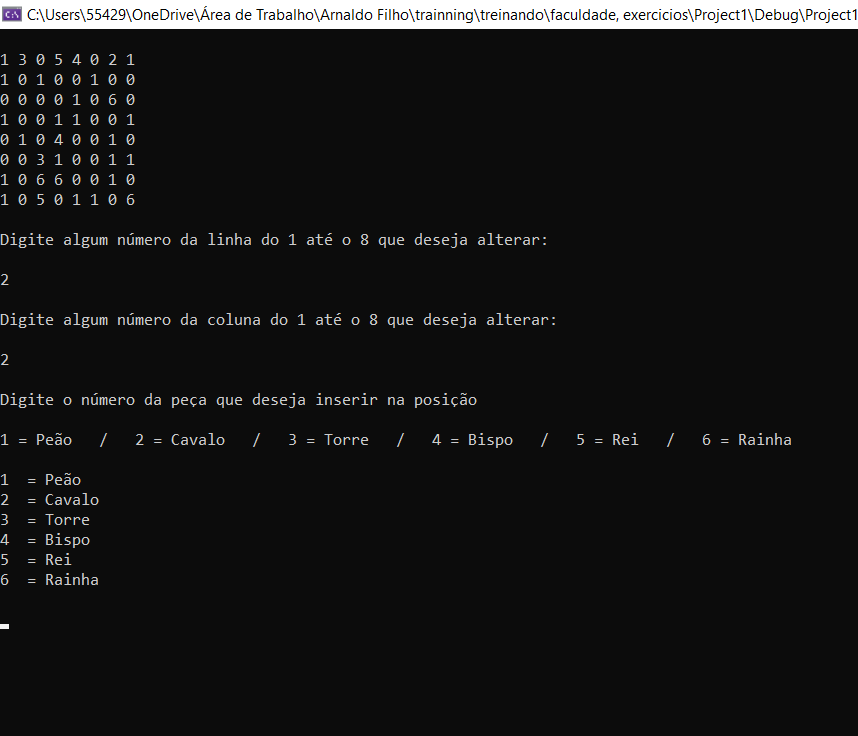 C:\Users\55429\OneDrive\Área de Trabalho\Arnaldo Filho\trainning\treinando\faculdade, exercicios\Project1\Debug\Project1
1 3 0 5 4 0 2 1
1 0 1 0 0 1 0 0
0 0 0 0 1 0 6 0
1 0 0 1 1 0 0 1
0 1 0 4 0 0 1 0
0 0 3 1 0 0 1 1
1 0 6 6 0 0 1 0
1 0 5 0 1 1 0 6
Digite algum número da linha do 1 até o 8 que deseja alterar:
2
Digite algum número da coluna do 1 até o 8 que deseja alterar:
2
Digite o número da peça que deseja inserir na posição
1 = Peão   /   2 = Cavalo   /   3 = Torre   /   4 = Bispo   /   5 = Rei   /   6 = Rainha
1  = Peão
2  = Cavalo
3  = Torre
4  = Bispo
5  = Rei
6  = Rainha